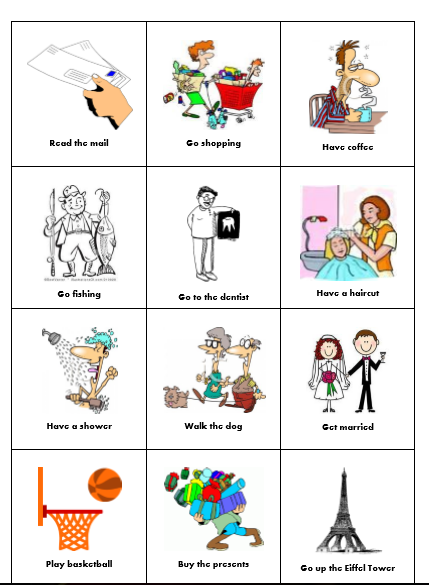 Read the mail
Go shopping
Have coffee
Go fishing
Go to the dentist
Have a haircut
Have a shower
Walk the dog
Get married
Play basketball
Buy the presents
Go up the Eiffel Tower